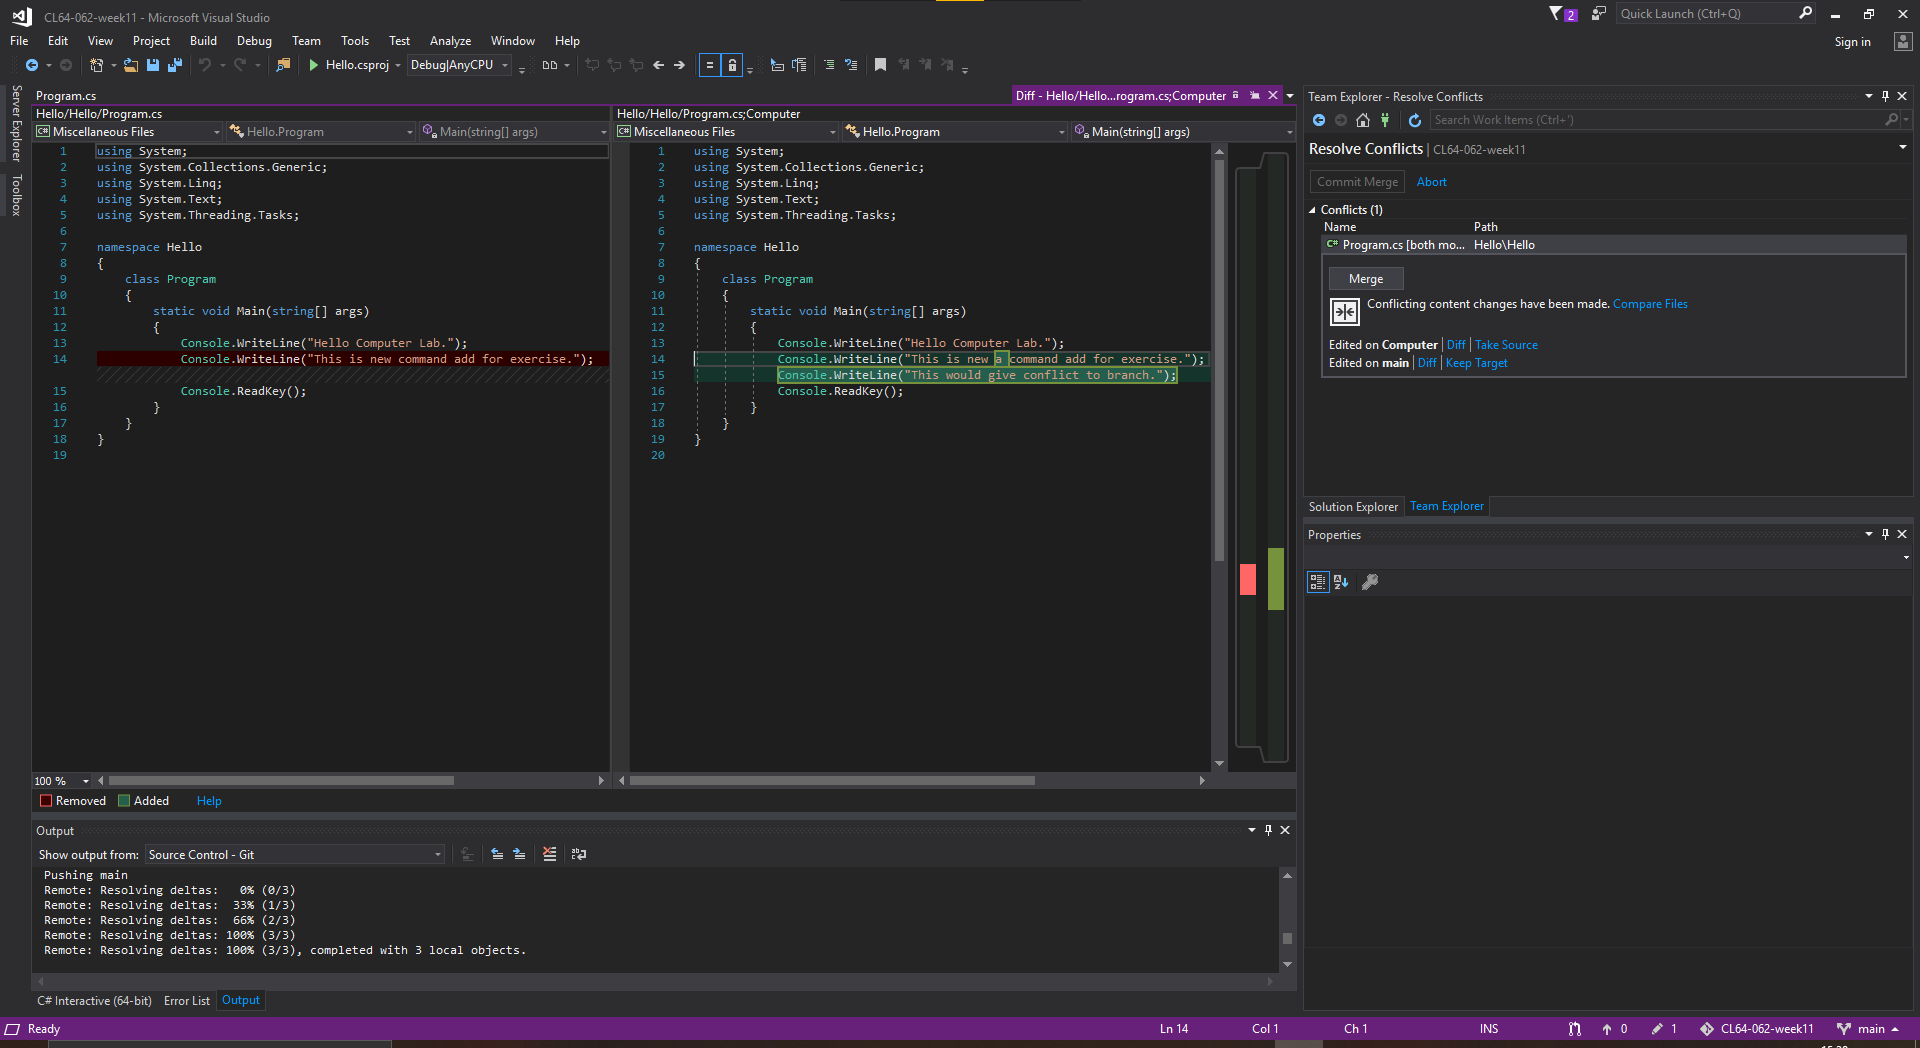 CL64-062-week11 - Microsoft Visual Studio
2
Quick Launch (Ctrl+Q)
File Edit View Project Build Debug Team Tools Test Analyze Window Help
Sign in
Hello.csproj
Debug|AnyCPU
Server Explorer
Toolbox
Program.cs
Diff - Hello/Hello...rogram.cs;Computer
Hello/Hello/Program.cs
Miscellaneous Files
Hello.Program
Main(string[] args)
1 using System;
2 using System.Collections.Generic;
3 using System.Linq;
4 using System.Text;
5 using System.Threading.Tasks;
6
7 namespace Hello
8 {
9 class Program
10 {
11 static void Main(string[] args)
12 {
13 Console.WriteLine("Hello Computer Lab.");
14 Console.WriteLine("This is new command add for exercise.");
15 Console.ReadKey();
16 }
17 }
18 }
19
100 %
Hello/Hello/Program.cs;Computer
Miscellaneous Files
Hello.Program
Main(string[] args)
1 using System;
2 using System.Collections.Generic;
3 using System.Linq;
4 using System.Text;
5 using System.Threading.Tasks;
6
7 namespace Hello
8 {
9 class Program
10 {
11 static void Main(string[] args)
12 {
13 Console.WriteLine("Hello Computer Lab.");
14 Console.WriteLine("This is new a command add for exercise.");
15 Console.WriteLine("This would give conflict to branch.");
16 Console.ReadKey();
17 }
18 }
19 }
20
Removed Added Help
Output
Show output from: Source Control - Git
Pushing main
Remote: Resolving deltas: 0% (0/3)
Remote: Resolving deltas: 33% (1/3)
Remote: Resolving deltas: 66% (2/3)
Remote: Resolving deltas: 100% (3/3)
Remote: Resolving deltas: 100% (3/3), completed with 3 local objects.
C# Interactive (64-bit) Error List Output
Team Explorer - Resolve Conflicts
Search Work Items (Ctrl+')
Resolve Conflicts | CL64-062-week11
Commit Merge Abort
Conflicts (1)
Name Path
C# Program.cs [both mo... Hello\Hello
Merge
Conflicting content changes have been made. Compare Files
Edited on Computer | Diff | Take Source
Edited on main | Diff | Keep Target
Solution Explorer Team Explorer
Properties
Ready
Ln 14 Col 1 Ch 1 INS
0 1 CL64-062-week11 main